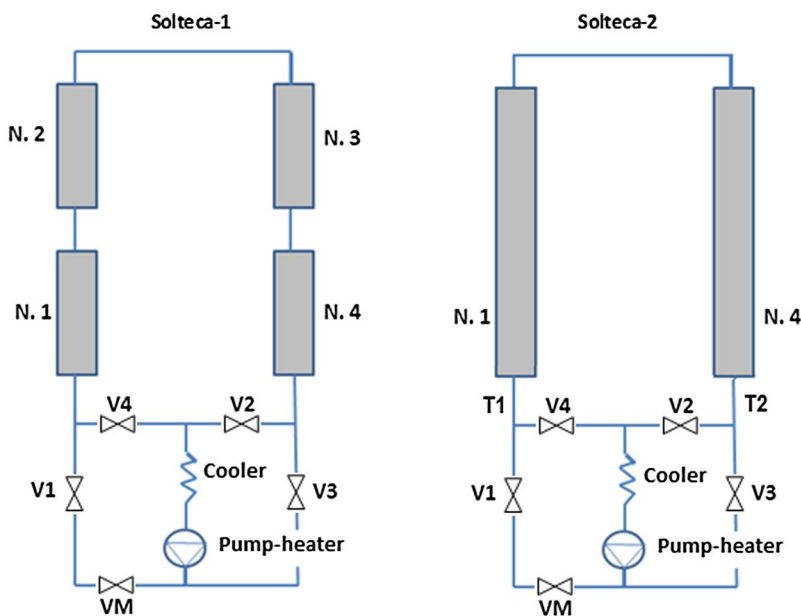 Solteca-1
N. 2
N. 3
N. 1
N. 4
V4
V2
Cooler
V1
V3
Pump-heater
VM
Solteca-2
N. 1
N. 4
T1
T2
V4
V2
Cooler
V1
V3
Pump-heater
VM